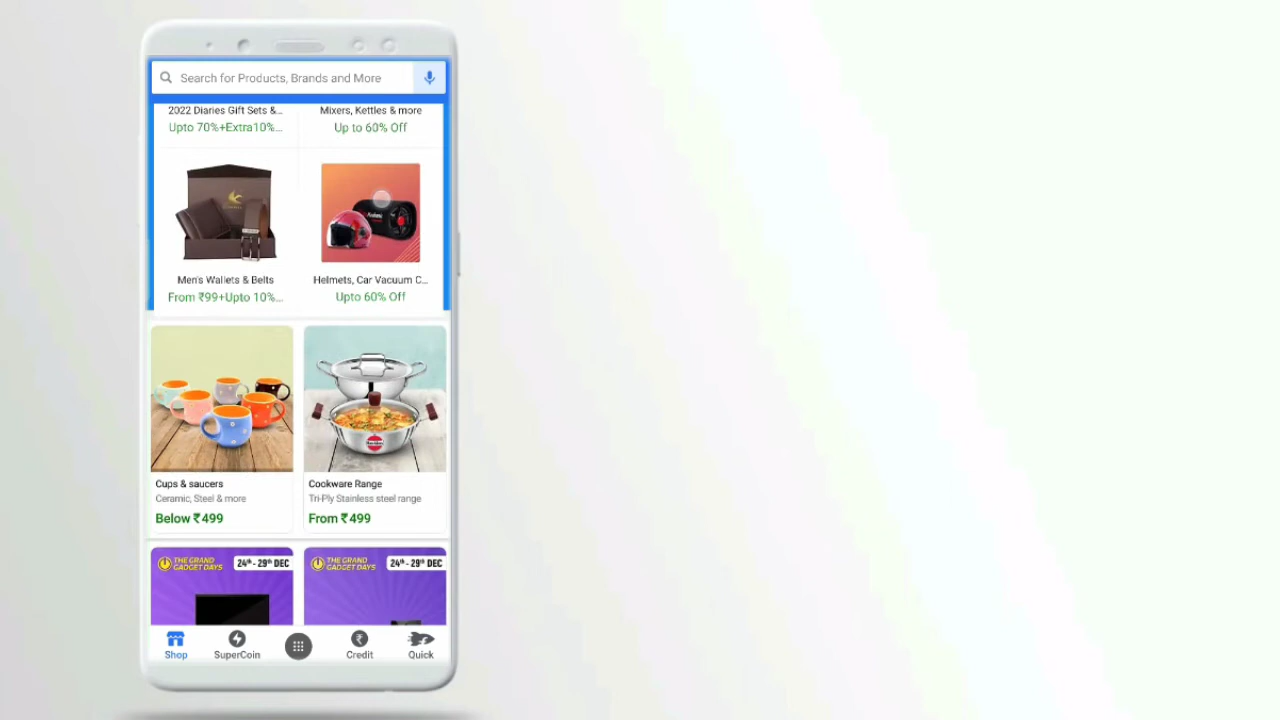 Search for Products, Brands and More
2022 Diaries Gift Sets &...
Mixers, Kettles & more
Upto 70%+Extra10%...
Up to 60% Off
Men's Wallets & Belts
Helmets, Car Vacuum C...
From ₹99+Upto 10%...
Upto 60% Off
Cups & saucers
Cookware Range
Ceramic, Steel & more
Tri-Ply Stainless steel range
Below ₹499
From ₹499
THE GRAND
GADGET DAYS
24th - 29th DEC
THE GRAND
GADGET DAYS
24th - 29th DEC
Shop
SuperCoin
Credit
Quick